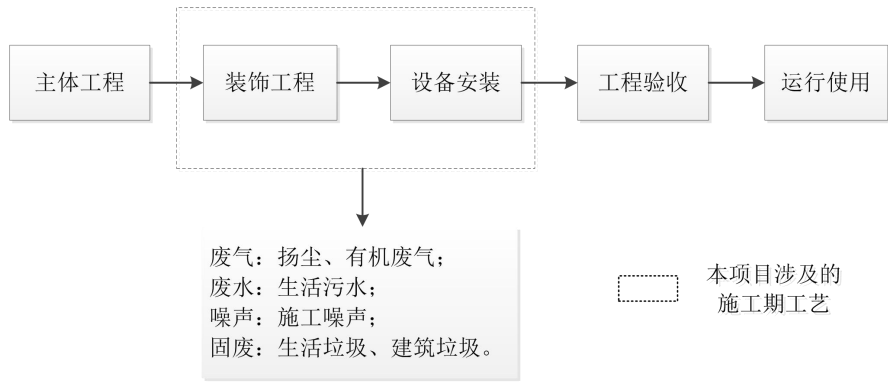 主体工程
装饰工程
设备安装
工程验收
运行使用
废气：扬尘、有机废气；
废水：生活污水；
噪声：施工噪声；
固废：生活垃圾、建筑垃圾。
本项目涉及的
施工期工艺